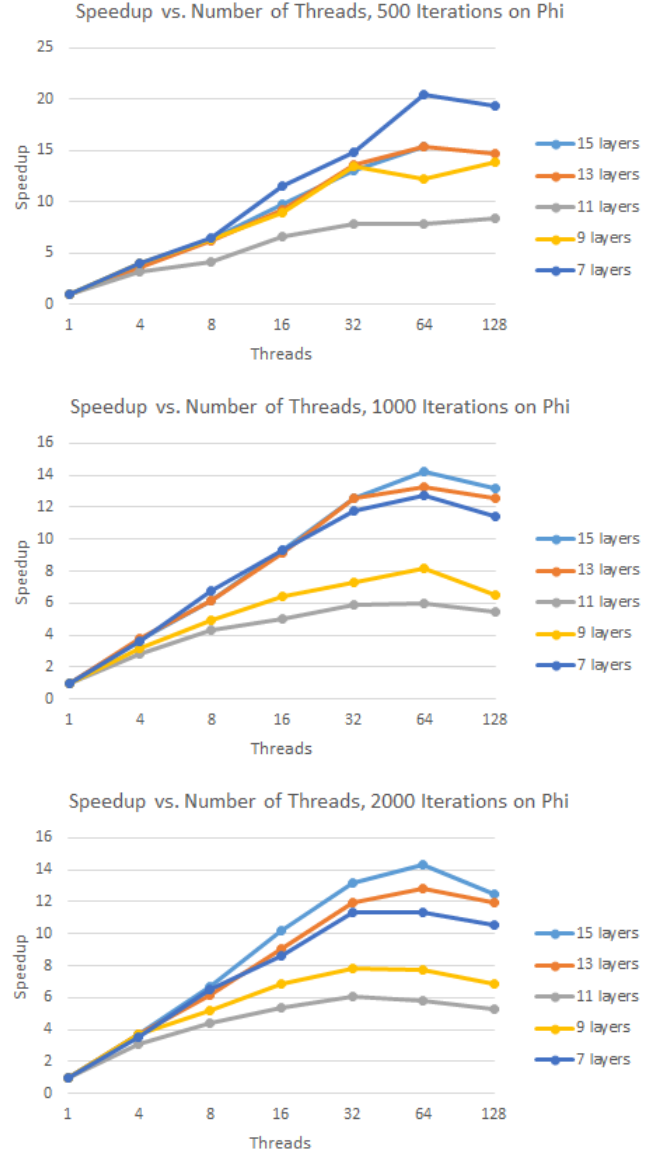 Speedup vs. Number of Threads, 500 Iterations on Phi
25
20
15
10
5
0
Speedup
1 4 8 16 32 64 128
Threads
15 layers
13 layers
11 layers
9 layers
7 layers
Speedup vs. Number of Threads, 1000 Iterations on Phi
16
14
12
10
8
6
4
2
0
Speedup
1 4 8 16 32 64 128
Threads
15 layers
13 layers
11 layers
9 layers
7 layers
Speedup vs. Number of Threads, 2000 Iterations on Phi
16
14
12
10
8
6
4
2
0
Speedup
1 4 8 16 32 64 128
Threads
15 layers
13 layers
11 layers
9 layers
7 layers